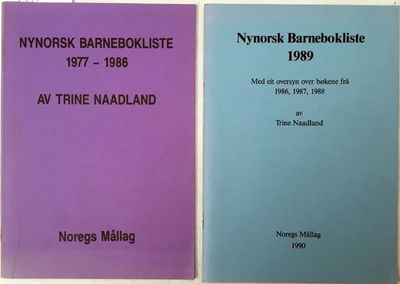 NYNORSK BARNEBOKLISTE
1977 - 1986
AV TRINE NAADLAND
Noregs Mållag
Nynorsk Barnebokliste
1989
Med eit oversyn over bøkene frå
1986, 1987, 1988
av
Trine Naadland
Noregs Mållag
1990